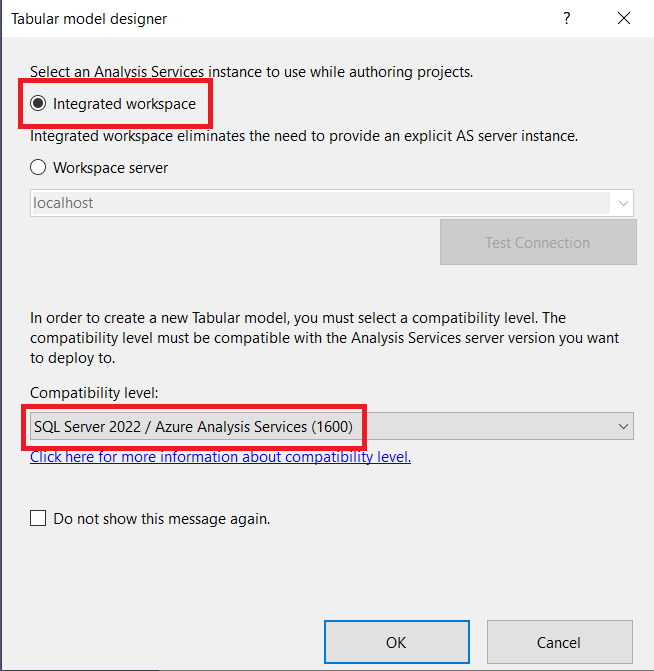 Tabular model designer
?
Select an Analysis Services instance to use while authoring projects.
Integrated workspace
Integrated workspace eliminates the need to provide an explicit AS server instance.
Workspace server
localhost
Test Connection
In order to create a new Tabular model, you must select a compatibility level. The
compatibility level must be compatible with the Analysis Services server version you want
to deploy to.
Compatibility level:
SQL Server 2022 / Azure Analysis Services (1600)
Click here for more information about compatibility level.
Do not show this message again.
OK
Cancel